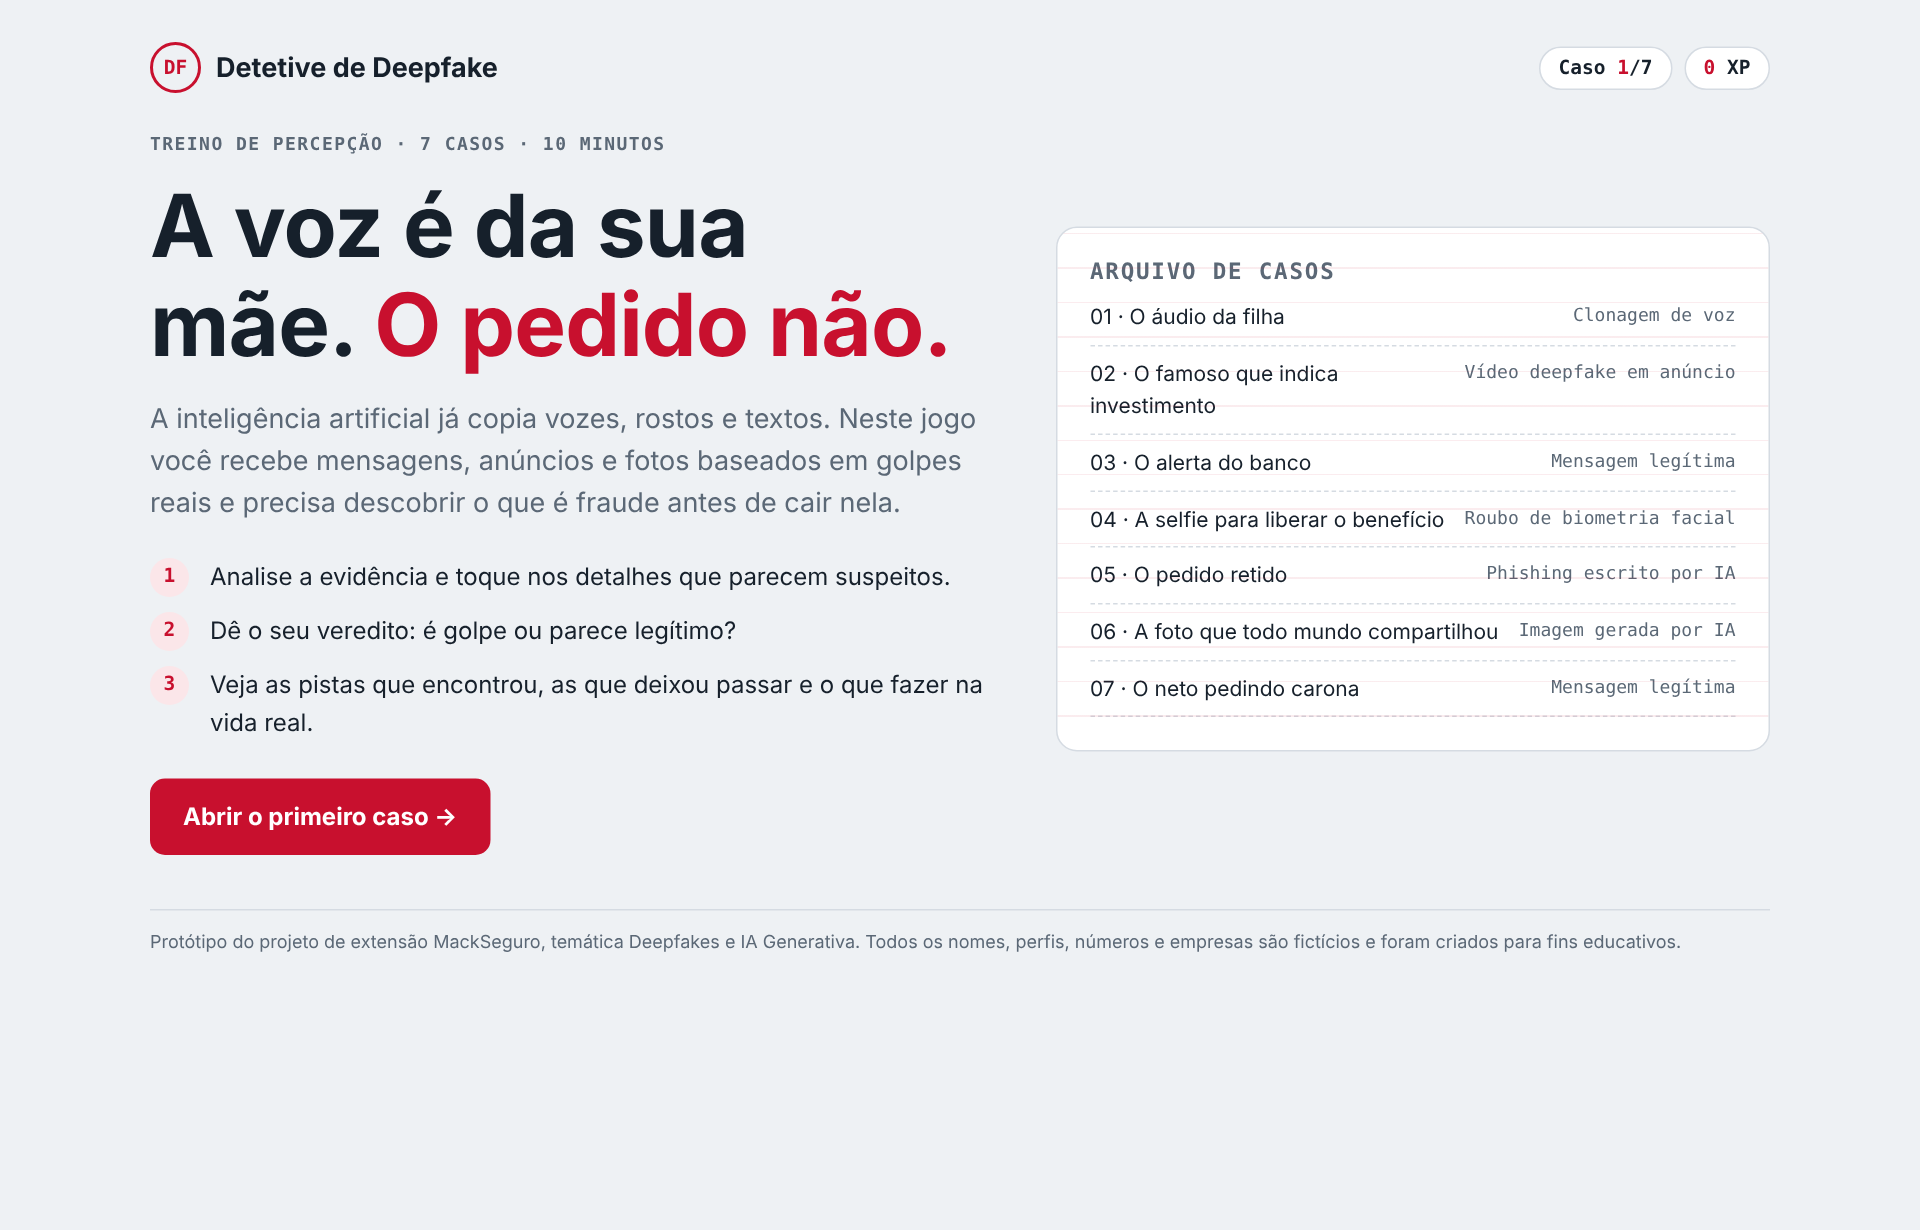 DF Detetive de Deepfake
Caso 1/7
0 XP
TREINO DE PERCEPÇÃO · 7 CASOS · 10 MINUTOS
A voz é da sua
mãe. O pedido não.
A inteligência artificial já copia vozes, rostos e textos. Neste jogo
você recebe mensagens, anúncios e fotos baseados em golpes
reais e precisa descobrir o que é fraude antes de cair nela.
1 Analise a evidência e toque nos detalhes que parecem suspeitos.
2 Dê o seu veredito: é golpe ou parece legítimo?
3 Veja as pistas que encontrou, as que deixou passar e o que fazer na
vida real.
Abrir o primeiro caso →
ARQUIVO DE CASOS
01 · O áudio da filha Clonagem de voz
02 · O famoso que indica Vídeo deepfake em anúncio
investimento
03 · O alerta do banco Mensagem legítima
04 · A selfie para liberar o benefício Roubo de biometria facial
05 · O pedido retido Phishing escrito por IA
06 · A foto que todo mundo compartilhou Imagem gerada por IA
07 · O neto pedindo carona Mensagem legítima
Protótipo do projeto de extensão MackSeguro, temática Deepfakes e IA Generativa. Todos os nomes, perfis, números e empresas são fictícios e foram criados para fins educativos.